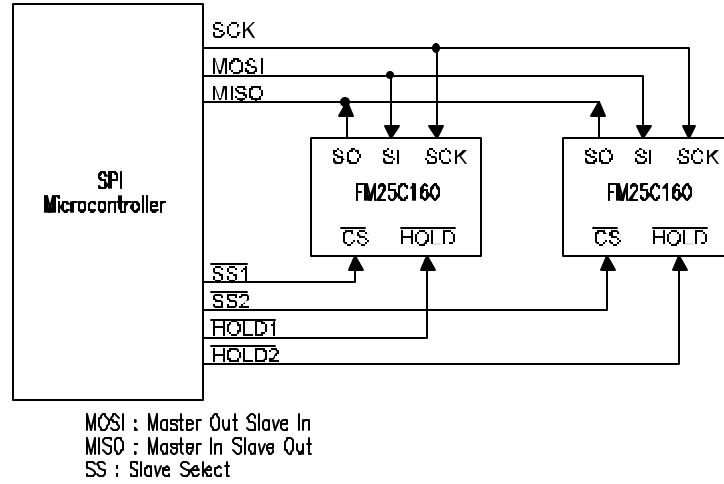 SCK
MOSI
MISO
SO SI SCK
FM25C160
CS HOLD
SO SI SCK
FM25C160
CS HOLD
SPI
Microcontroller
SS1
SS2
HOLD1
HOLD2
MOSI : Master Out Slave In
MISO : Master In Slave Out
SS : Slave Select